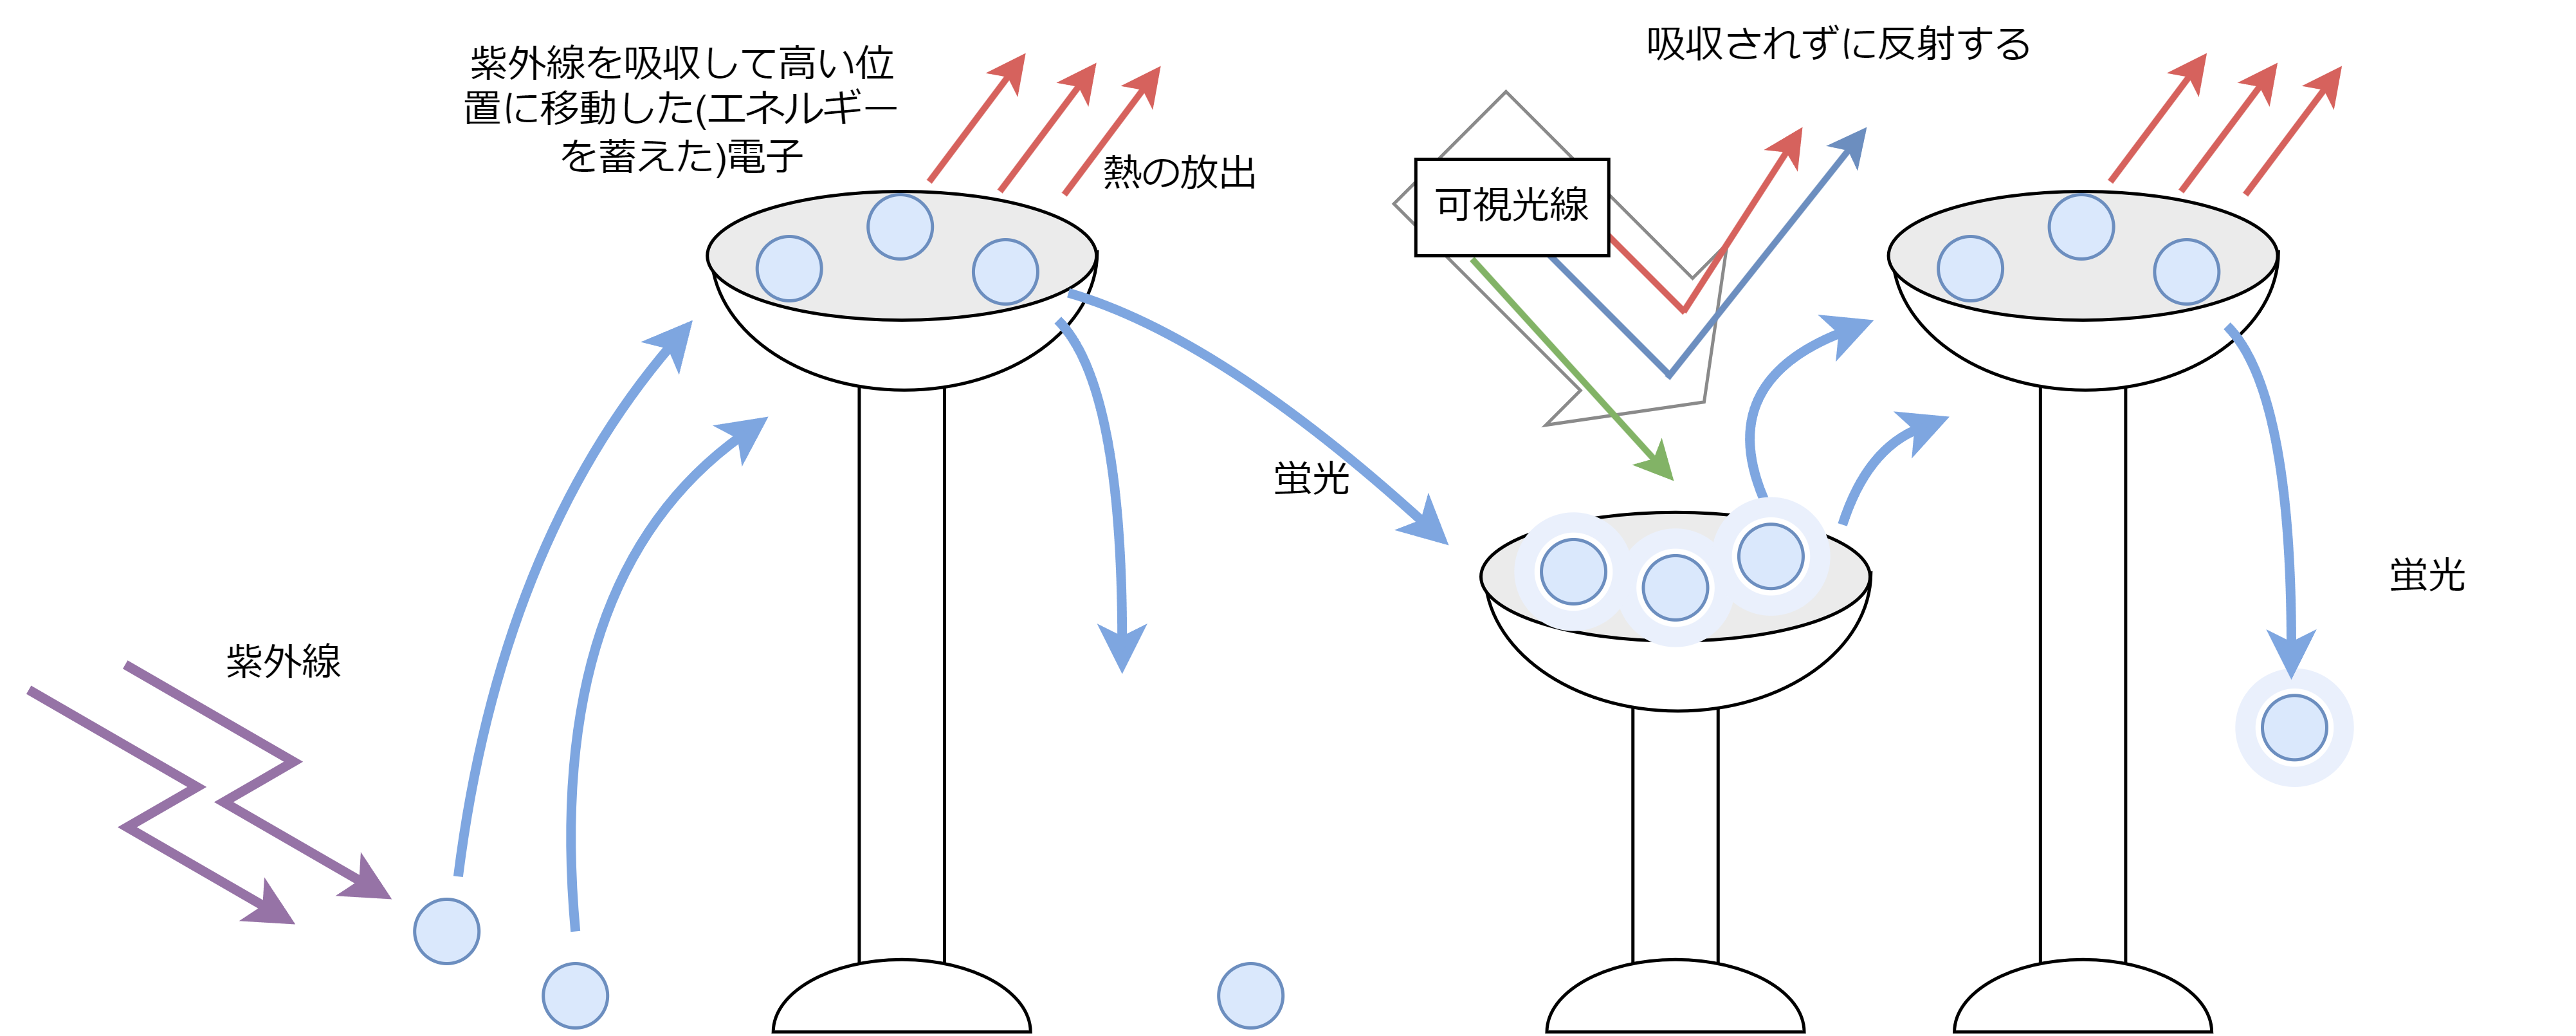 紫外線を吸収して高い位
置に移動した(エネルギー
を蓄えた)電子
熱の放出
吸収されずに反射する
可視光線
蛍光
蛍光
紫外線